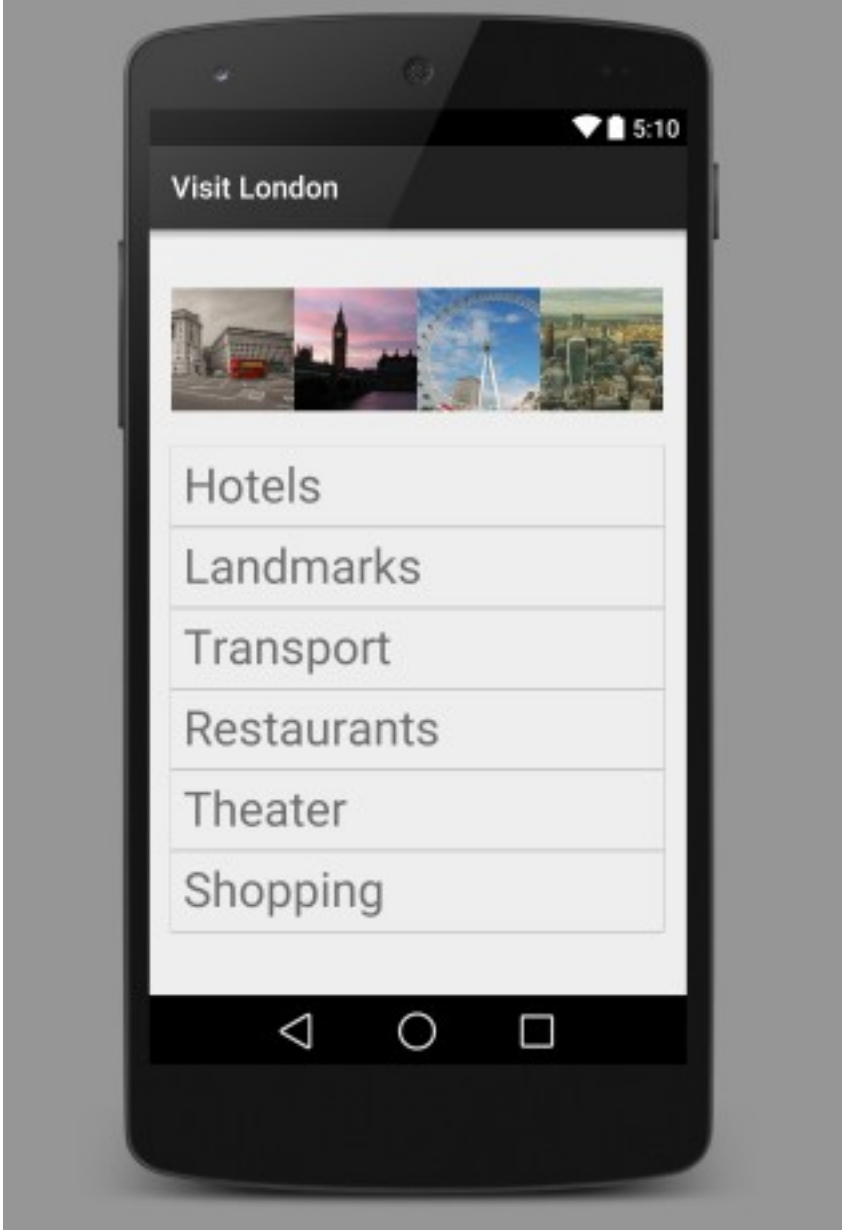 5:10
Visit London
Hotels
Landmarks
Transport
Restaurants
Theater
Shopping